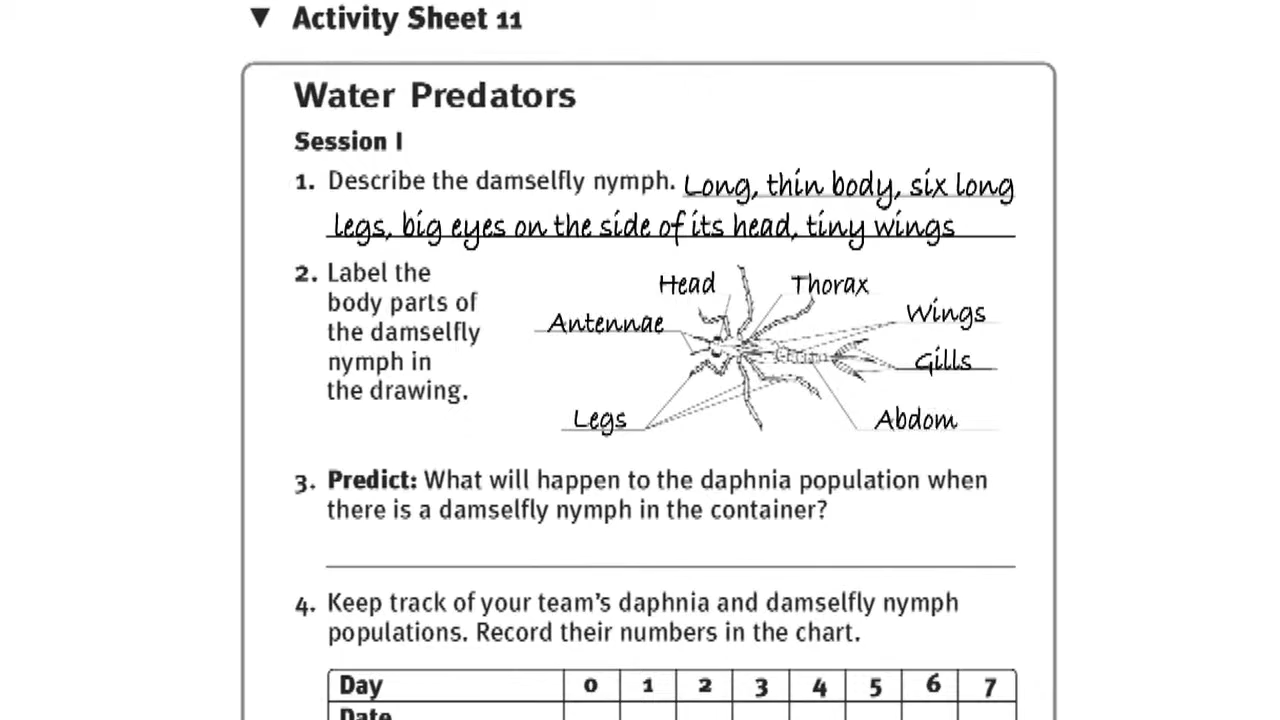 ▼ Activity Sheet 11
Water Predators
Session I
1. Describe the damselfly nymph. Long, thin body, six long
legs, big eyes on the side of its head, tiny wings
2. Label the
body parts of
the damselfly
nymph in
the drawing.
Head
Thorax
Antennae
Wings
Gills
Legs
Abdom
3. Predict: What will happen to the daphnia population when
there is a damselfly nymph in the container?
4. Keep track of your team's daphnia and damselfly nymph
populations. Record their numbers in the chart.
Day 0 1 2 3 4 5 6 7
Date